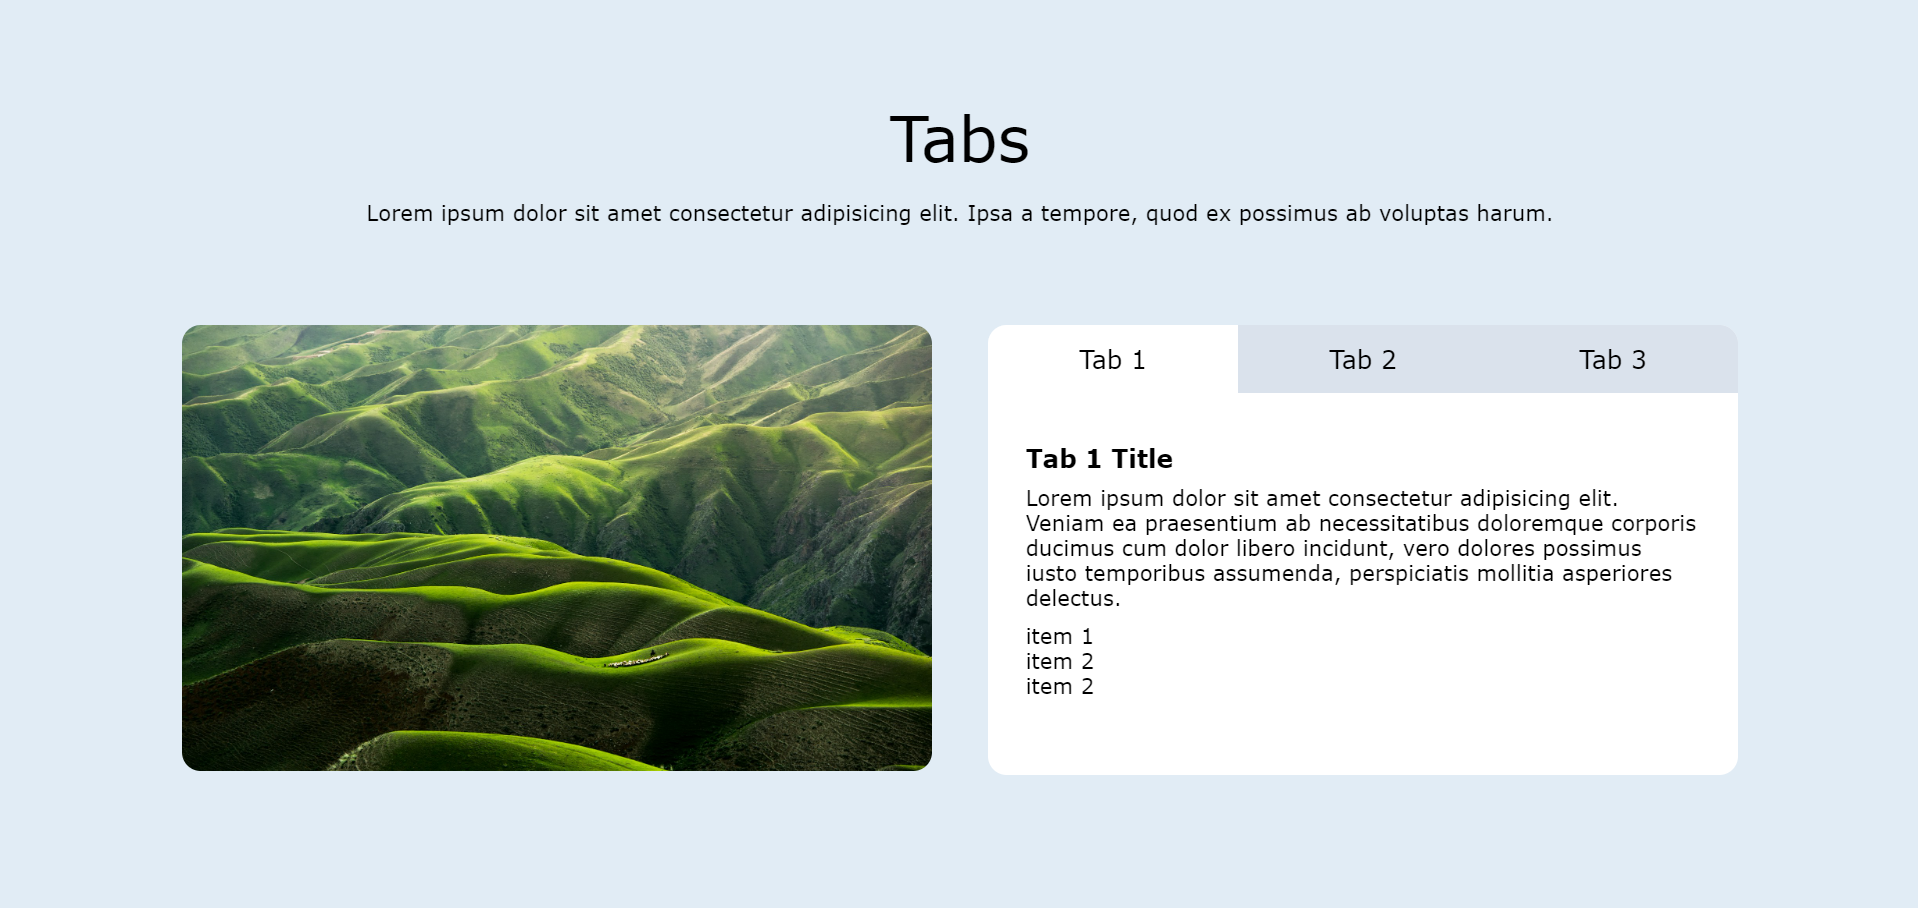 Tabs
Lorem ipsum dolor sit amet consectetur adipisicing elit. Ipsa a tempore, quod ex possimus ab voluptas harum.
Tab 1
Tab 2
Tab 3
Tab 1 Title
Lorem ipsum dolor sit amet consectetur adipisicing elit.
Veniam ea praesentium ab necessitatibus doloremque corporis
ducimus cum dolor libero incidunt, vero dolores possimus
iusto temporibus assumenda, perspiciatis mollitia asperiores
delectus.
item 1
item 2
item 2